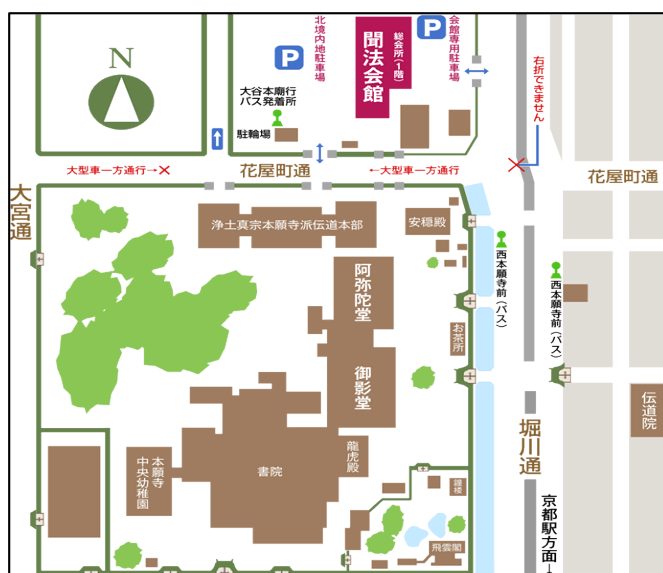 N
P
北境内地駐車場
総会所(1階)
聞法会館
P
会館専用駐車場
右折できません
大谷本廟行
バス発着所
駐輪場
大型車一方通行→
花屋町通
←大型車一方通行
花屋町通
大宮通
浄土真宗本願寺派伝道本部
安穏殿
西本願寺前(バス)
西本願寺前(バス)
阿弥陀堂
お茶所
御影堂
伝道院
堀川通
龍虎殿
本願寺
中央幼稚園
書院
鐘楼
飛雲閣
京都駅方面→